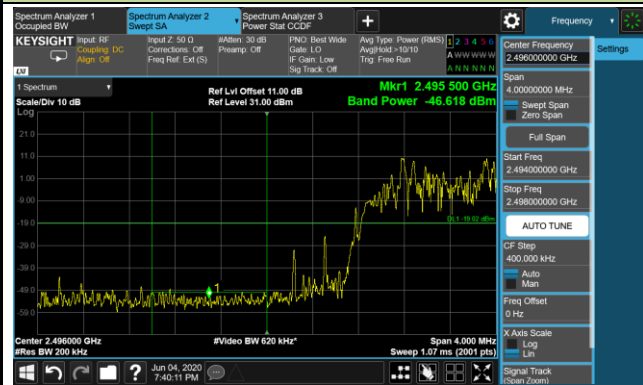 Spectrum Analyzer 1
Occupied BW
Spectrum Analyzer 2
Swept SA
Spectrum Analyzer 3
Power Stat CCDF
+
Frequency
KEYSIGHT
LXI
Input: RF
Coupling: DC
Align: Off
Input Z: 50 Ω
Corrections: Off
Freq Ref: Ext (S)
#Atten: 30 dB
Preamp: Off
PNO: Best Wide
Gate: LO
IF Gain: Low
Sig Track: Off
Avg Type: Power (RMS)
Avg|Hold:>10/10
Trig: Free Run
1 2 3 4 5 6
A W W W W W
A N N N N N
1 Spectrum
Scale/Div 10 dB
Log
Ref Lvl Offset 11.00 dB
Ref Level 31.00 dBm
Mkr1 2.495 500 GHz
Band Power -46.618 dBm
21.0
11.0
1.00
-9.00
-19.0
-29.0
-39.0
-49.0
-59.0
DL1 -19.02 dBm
1
Center 2.496000 GHz
#Res BW 200 kHz
#Video BW 620 kHz*
Span 4.000 MHz
Sweep 1.07 ms (2001 pts)
Jun 04, 2020
7:40:11 PM
Settings
Center Frequency
2.496000000 GHz
Span
4.00000000 MHz
Swept Span
Zero Span
Full Span
Start Freq
2.494000000 GHz
Stop Freq
2.498000000 GHz
AUTO TUNE
CF Step
400.000 kHz
Auto
Man
Freq Offset
0 Hz
X Axis Scale
Log
Lin
Signal Track
(Span Zoom)